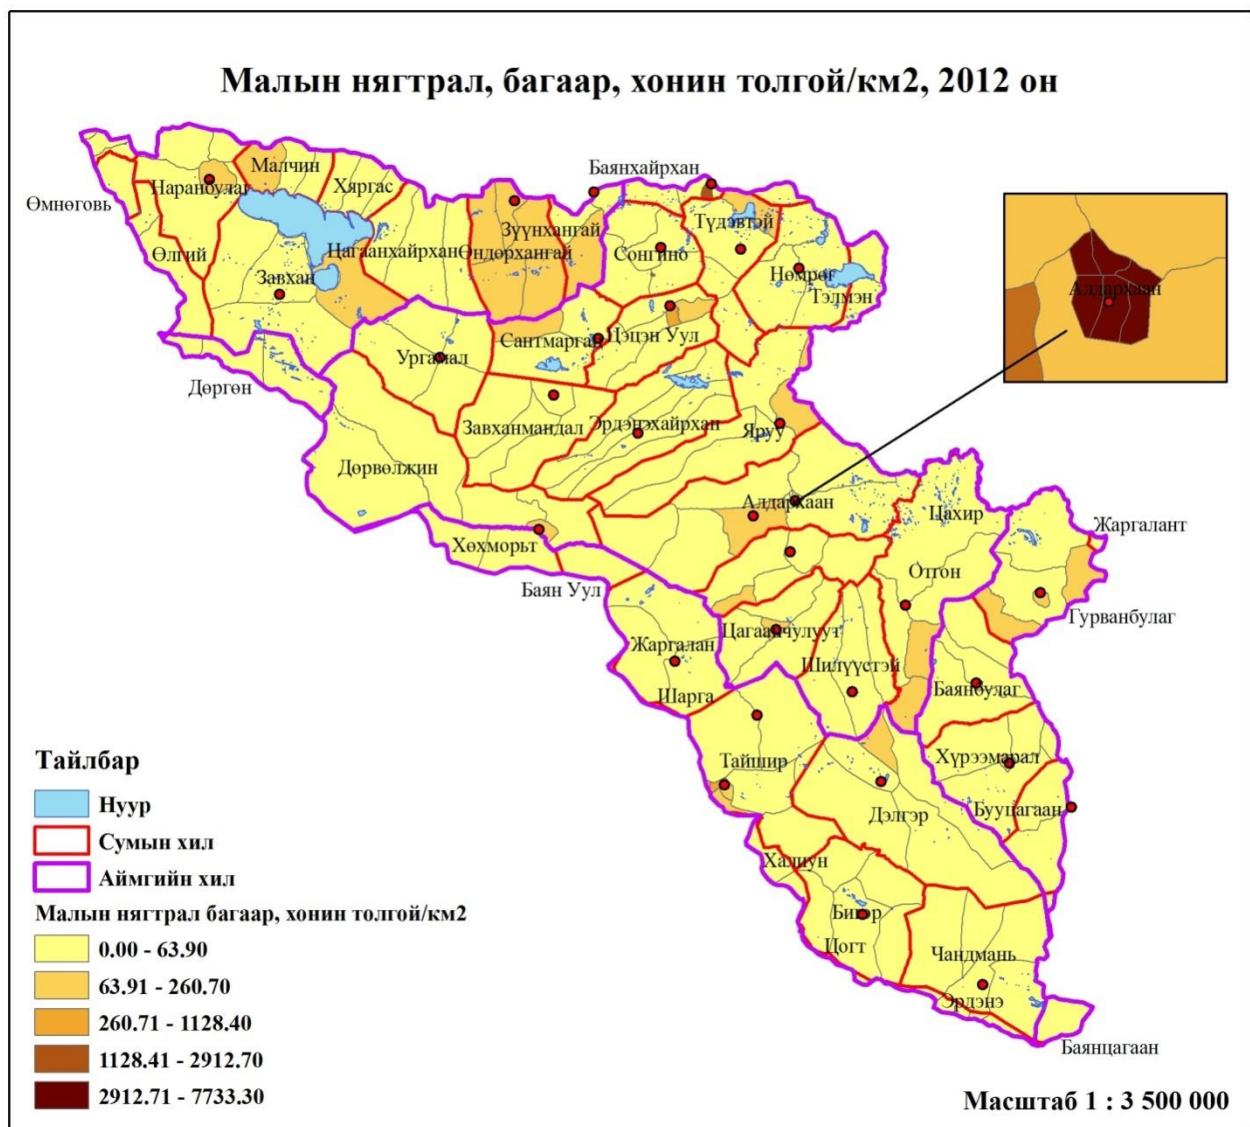 Малын нягтрал, багаар, хонин толгой/км2, 2012 он
Баянхайрхан
Малчин
Наранбулаг
Хяргас
Өмнөговь
Зүүнхангай
Түдэвтэй
Өлгий
Цагаанхайрхан
Өндөрхангай
Сонгино
Завхан
Нөмрөг
Тэлмэн
Алдархаан
Сантмаргац
Цэцэн Уул
Ургамал
Дөргөн
Завханмандал
Эрдэнэхайрхан
Яруу
Дөрвөлжин
Алдархаан
Цахир
Жаргалант
Хөхморьт
Отгон
Баян Уул
Гурванбулаг
Цагаанчулуут
Жаргалан
Шилүүстэй
Баянбулаг
Шарга
Тайшир
Хүрээмарал
Дэлгэр
Бууцагаан
Халиун
Бигэр
Цогт
Чандмань
Эрдэнэ
Баянцагаан
Тайлбар
Нуур
Сумын хил
Аймгийн хил
Малын нягтрал багаар, хонин толгой/км2
0.00 - 63.90
63.91 - 260.70
260.71 - 1128.40
1128.41 - 2912.70
2912.71 - 7733.30
Масштаб 1 : 3 500 000